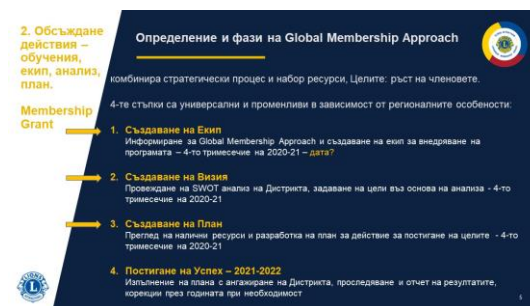 2. Обсъждане
действия –
обучения,
екип, анализ,
план.
Membership
Grant
Определение и фази на Global Membership Approach
комбинира стратегически процес и набор ресурси, Целите: ръст на членовете.
4-те стъпки са универсални и променливи в зависимост от регионалните особености:
1. Създаване на Екип
Информиране за Global Membership Approach и създаване на екип за внедряване на
програмата – 4-то тримесечие на 2020-21 – дата?
2. Създаване на Визия
Провеждане на SWOT анализ на Дистрикта, задаване на цели въз основа на анализа - 4-то
тримесечие на 2020-21
3. Създаване на План
Преглед на налични ресурси и разработка на план за действие за постигане на целите - 4-то
тримесечие на 2020-21
4. Постигане на Успех – 2021-2022
Изпълнение на плана с ангажиране на Дистрикта, проследяване и отчет на резултатите,
корекции през годината при необходимост